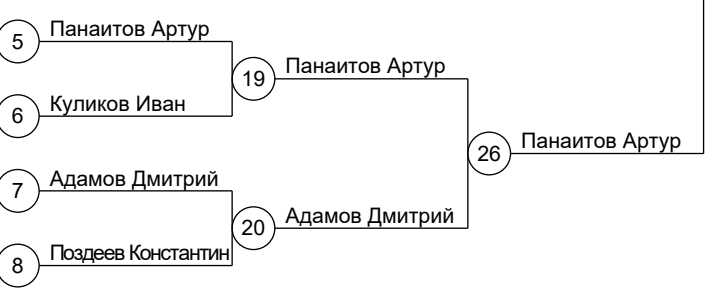 5 Панаитов Артур
19 Панаитов Артур
6 Куликов Иван
26 Панаитов Артур
7 Адамов Дмитрий
20 Адамов Дмитрий
8 Поздеев Константин